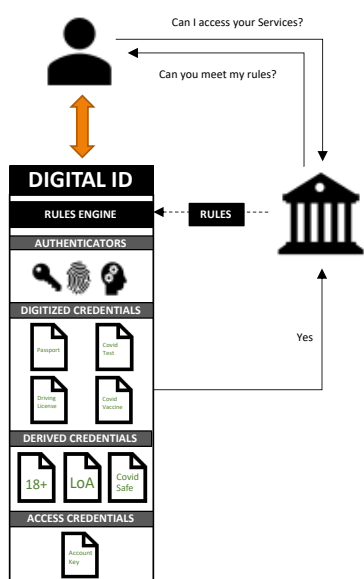 Can I access your Services?
Can you meet my rules?
DIGITAL ID
RULES ENGINE
RULES
AUTHENTICATORS
DIGITIZED CREDENTIALS
Passport
Covid
Test
Yes
Driving
License
Covid
Vaccine
DERIVED CREDENTIALS
18+
LoA
Covid
Safe
ACCESS CREDENTIALS
Account
Key